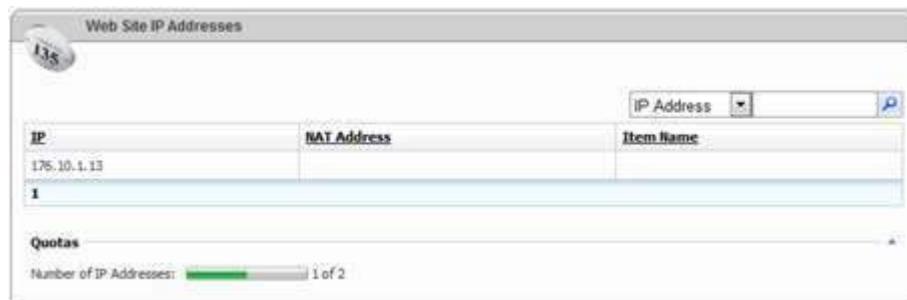 Web Site IP Addresses
135
IP Address
IP NAT Address Item Name
176.10.1.13
1
Quotas
Number of IP Addresses: 1 of 2